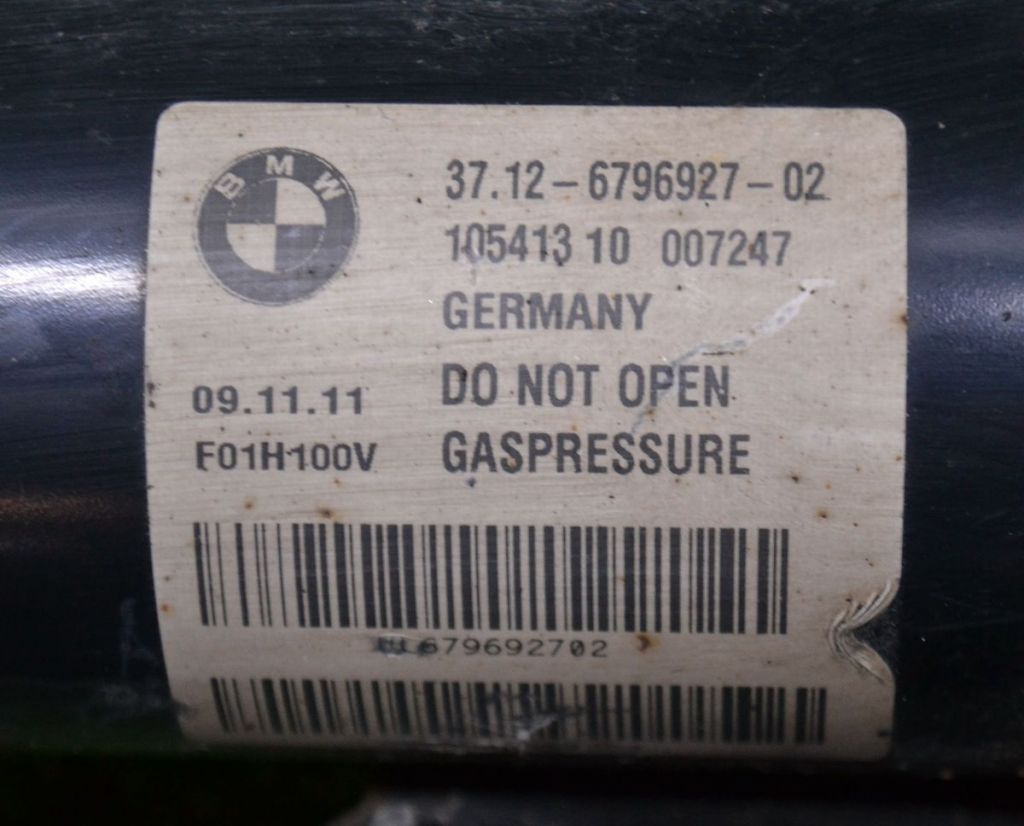 BMW
37.12-6796927-02
105413 10 007247
GERMANY
09.11.11 DO NOT OPEN
F01H100V GASPRESSURE
679692702